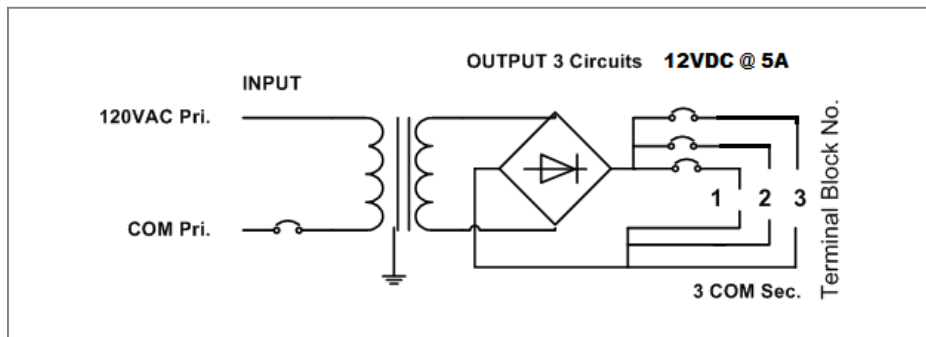 OUTPUT 3 Circuits 12VDC @ 5A
INPUT
120VAC Pri.
COM Pri.
1 2 3
3 COM Sec.
Terminal Block No.